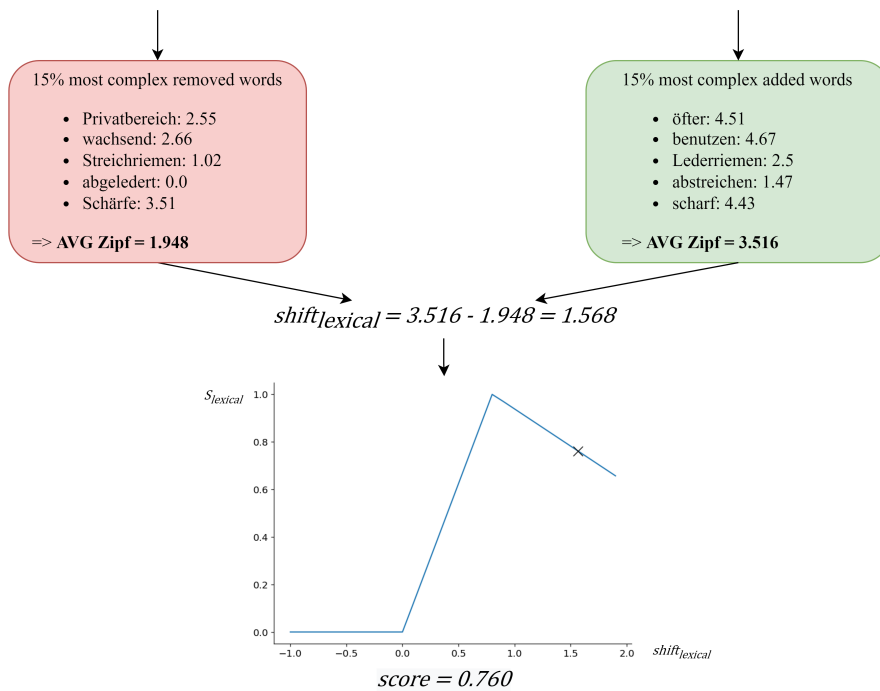 15% most complex removed words
• Privatbereich: 2.55
• wachsend: 2.66
• Streichriemen: 1.02
• abgeledert: 0.0
• Schärfe: 3.51
=> AVG Zipf = 1.948
15% most complex added words
• öfter: 4.51
• benutzen: 4.67
• Lederriemen: 2.5
• abstreichen: 1.47
• scharf: 4.43
=> AVG Zipf = 3.516
shift_lexical = 3.516 - 1.948 = 1.568
S_lexical
1.0
0.8
0.6
0.4
0.2
0.0
−1.0 −0.5 0.0 0.5 1.0 1.5 2.0
shift_lexical
score = 0.760